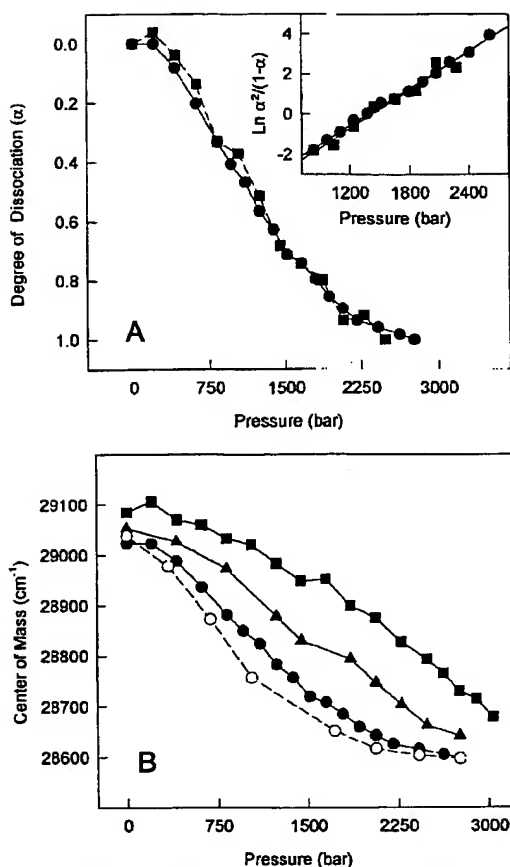 0.0
0.2
0.4
0.6
0.8
1.0
Degree of Dissociation (α)
A
4
2
0
-2
Ln α²/(1-α)
1200 1800 2400
Pressure (bar)
0 750 1500 2250 3000
Pressure (bar)
29100
29000
28900
28800
28700
28600
Center of Mass (cm⁻¹)
B
0 750 1500 2250 3000
Pressure (bar)